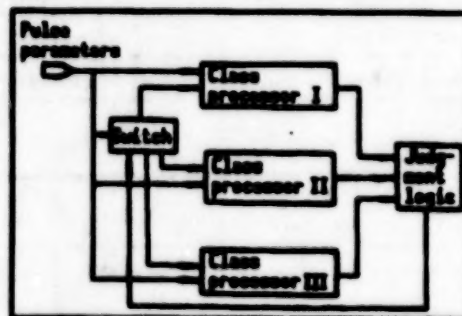 Pulse
parameters
Class
processor I
Switch
Class
processor II
Judg-
ment
logic
Class
processor III